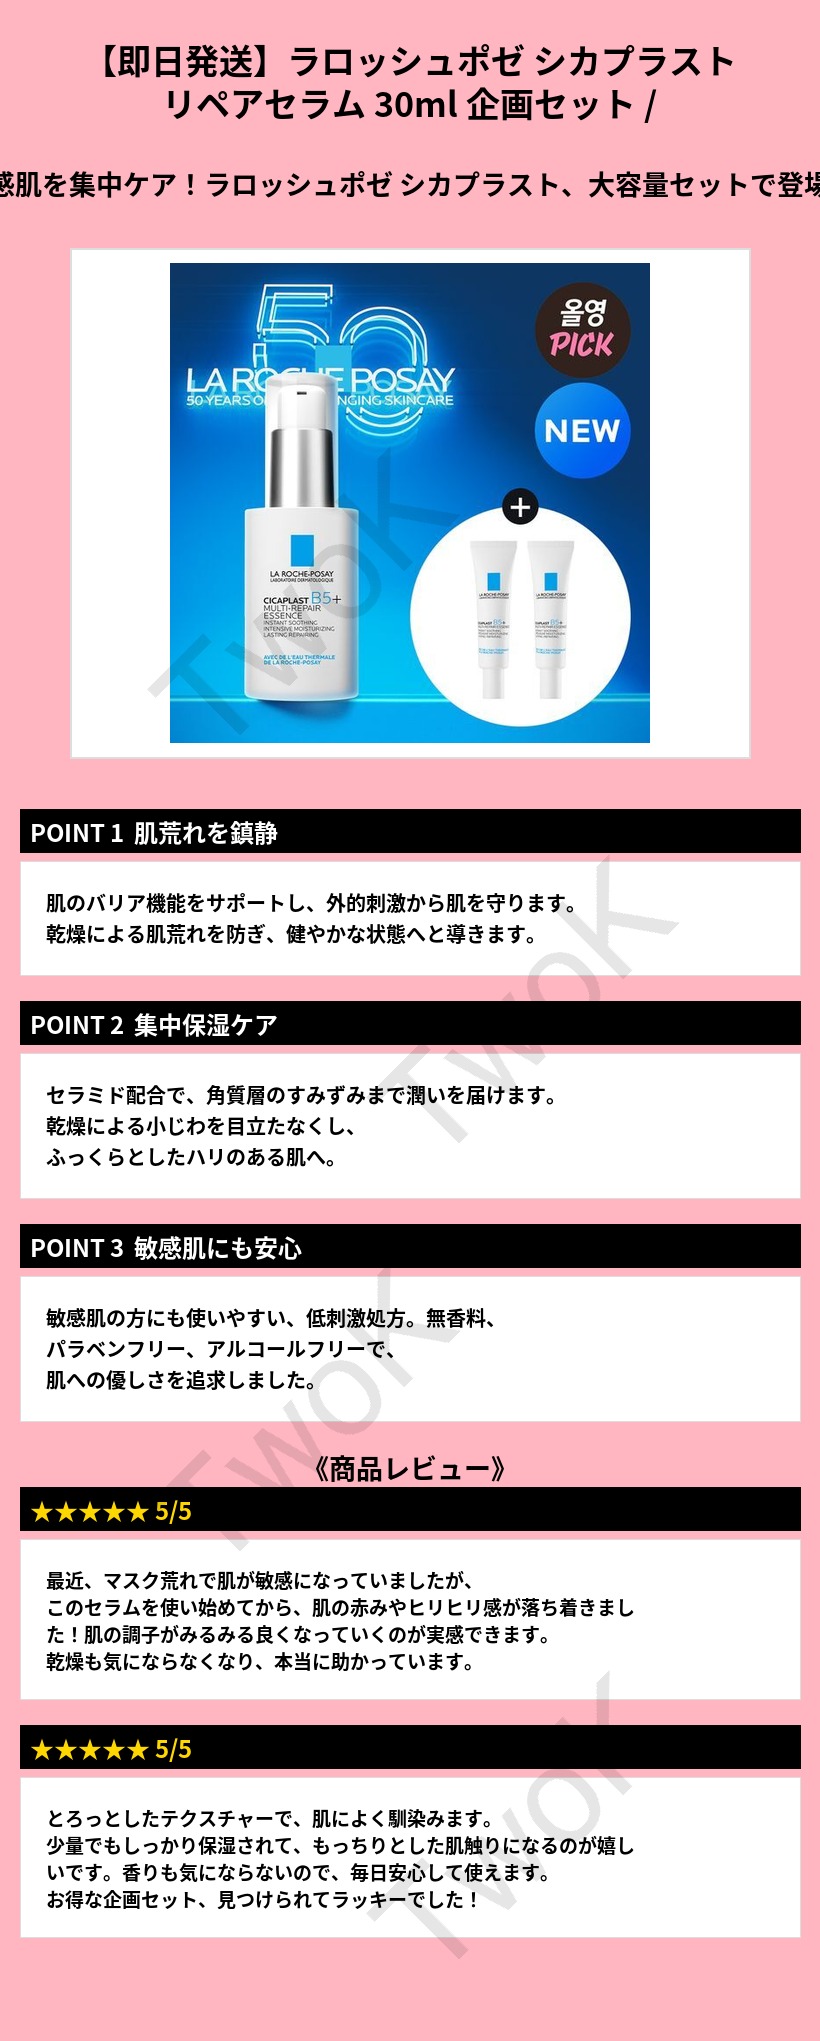 【即日発送】ラロッシュポゼ シカプラスト
リペアセラム 30ml 企画セット /
感肌を集中ケア！ラロッシュポゼ シカプラスト、大容量セットで登場
50
LA ROCHE POSAY
50 YEARS O NGING SKINCARE
올영
PICK
NEW
+
LA ROCHE-POSAY
LABORATOIRE DERMATOLOGIQUE
CICAPLAST B5+
MULTI-REPAIR
ESSENCE
INSTANT SOOTHING
INTENSIVE MOISTURIZING
LASTING REPAIRING
AVEC DE L'EAU THERMALE
DE LA ROCHE-POSAY
LA ROCHE-POSAY
LA ROCHE-POSAY
TwoK
POINT 1 肌荒れを鎮静
肌のバリア機能をサポートし、外的刺激から肌を守ります。
乾燥による肌荒れを防ぎ、健やかな状態へと導きます。
TwoK
POINT 2 集中保湿ケア
セラミド配合で、角質層のすみずみまで潤いを届けます。
乾燥による小じわを目立たなくし、
ふっくらとしたハリのある肌へ。
POINT 3 敏感肌にも安心
敏感肌の方にも使いやすい、低刺激処方。無香料、
パラベンフリー、アルコールフリーで、
肌への優しさを追求しました。
TwoK
《商品レビュー》
★★★★★ 5/5
最近、マスク荒れで肌が敏感になっていましたが、
このセラムを使い始めてから、肌の赤みやヒリヒリ感が落ち着きまし
た！肌の調子がみるみる良くなっていくのが実感できます。
乾燥も気にならなくなり、本当に助かっています。
★★★★★ 5/5
とろっとしたテクスチャーで、肌によく馴染みます。
少量でもしっかり保湿されて、もっちりとした肌触りになるのが嬉し
いです。香りも気にならないので、毎日安心して使えます。
お得な企画セット、見つけられてラッキーでした！
TwoK